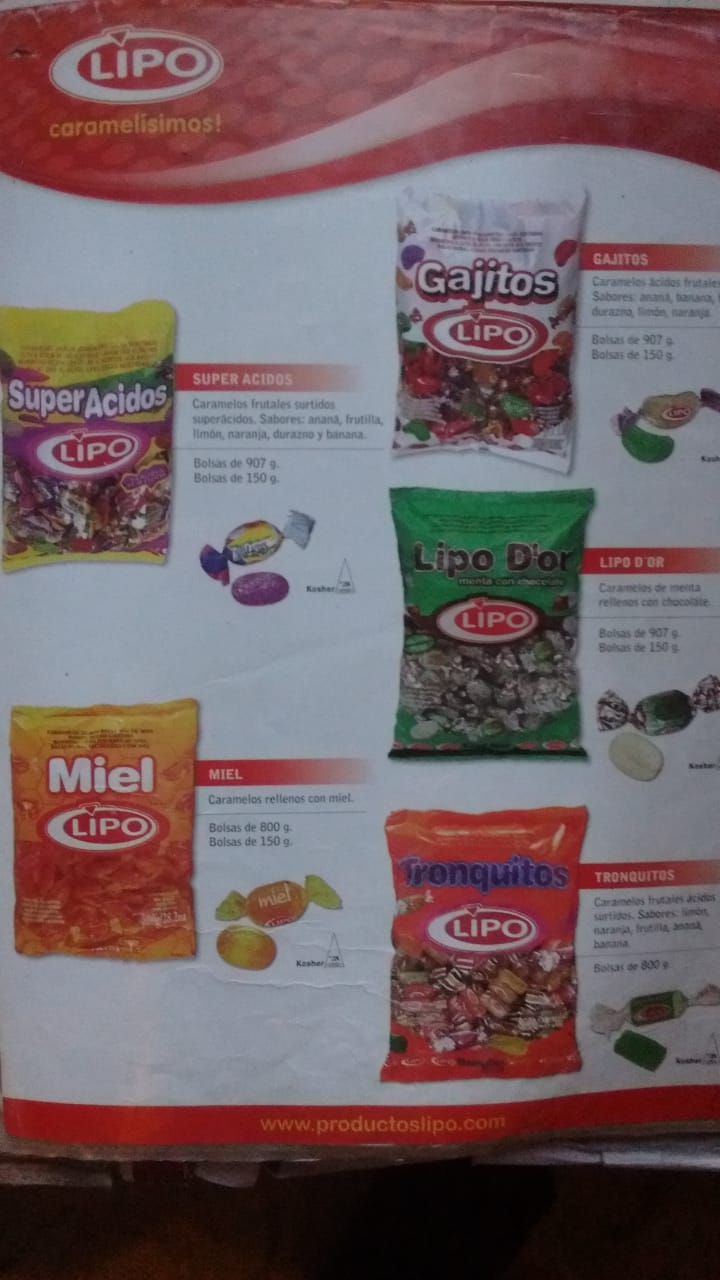 LIPO
caramelísimos!
Gajitos
LIPO
GAJITOS
Caramelos ácidos frutales
Sabores: ananá, banana,
durazno, limón, naranja.
Bolsas de 907 g.
Bolsas de 150 g.
LIPO
SuperAcidos
LIPO
SUPER ACIDOS
Caramelos frutales surtidos
superácidos. Sabores: ananá, frutilla,
limón, naranja, durazno y banana.
Bolsas de 907 g.
Bolsas de 150 g.
Kosher
Lipo D'or
menta con chocolate
LIPO
LIPO D'OR
Caramelos de menta
rellenos con chocolate.
Bolsas de 907 g.
Bolsas de 150 g.
Kosher
Miel
LIPO
MIEL
Caramelos rellenos con miel.
Bolsas de 800 g.
Bolsas de 150 g.
miel
LIPO
Kosher
Tronquitos
LIPO
TRONQUITOS
Caramelos frutales ácidos
surtidos. Sabores: limón,
naranja, frutilla, ananá,
banana.
Bolsas de 800 g.
Kosher
www.productoslipo.com